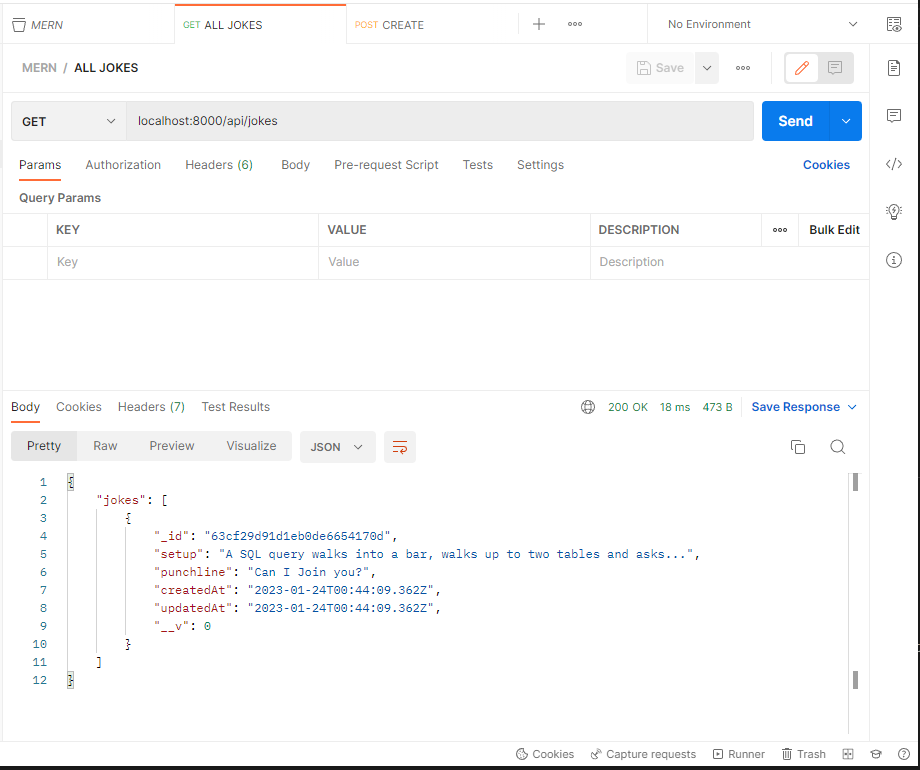 MERN
GET ALL JOKES
POST CREATE
No Environment
MERN / ALL JOKES
Save
GET
localhost:8000/api/jokes
Send
Params Authorization Headers (6) Body Pre-request Script Tests Settings Cookies
Query Params
KEY VALUE DESCRIPTION Bulk Edit
Key Value Description
Body Cookies Headers (7) Test Results 200 OK 18 ms 473 B Save Response
Pretty Raw Preview Visualize JSON
1 {
2 "jokes": [
3 {
4 "_id": "63cf29d91d1eb0de6654170d",
5 "setup": "A SQL query walks into a bar, walks up to two tables and asks...",
6 "punchline": "Can I Join you?",
7 "createdAt": "2023-01-24T00:44:09.362Z",
8 "updatedAt": "2023-01-24T00:44:09.362Z",
9 "__v": 0
10 }
11 ]
12 }
Cookies Capture requests Runner Trash